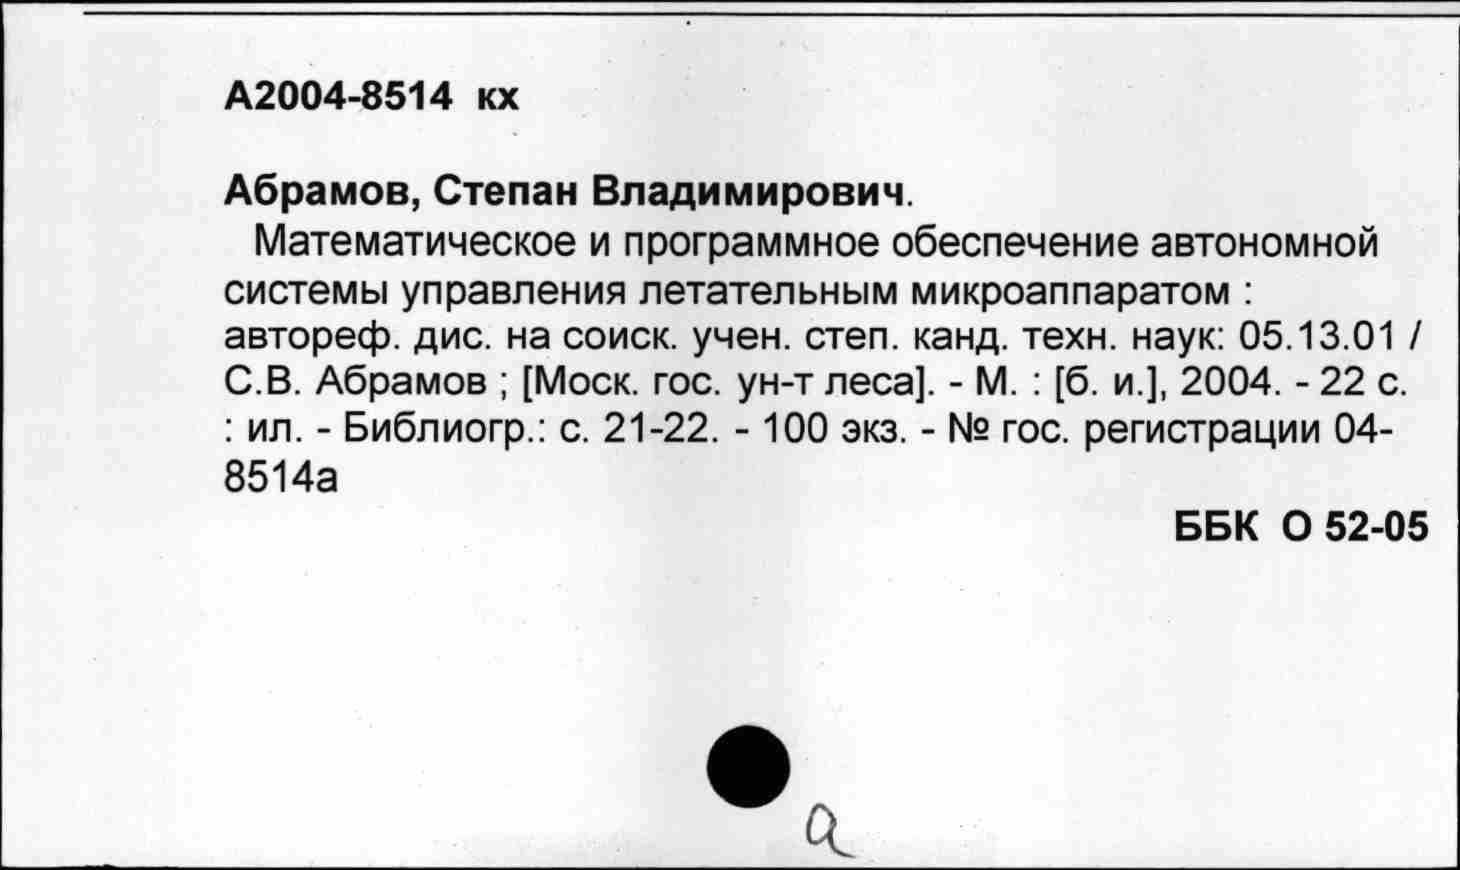 А2004-8514 кх
Абрамов, Степан Владимирович.
Математическое и программное обеспечение автономной
системы управления летательным микроаппаратом :
автореф. дис. на соиск. учен. степ. канд. техн. наук: 05.13.01 /
С.В. Абрамов ; [Моск. гос. ун-т леса]. - М. : [б. и.], 2004. - 22 с.
: ил. - Библиогр.: с. 21-22. - 100 экз. - № гос. регистрации 04-
8514а
ББК О 52-05
а